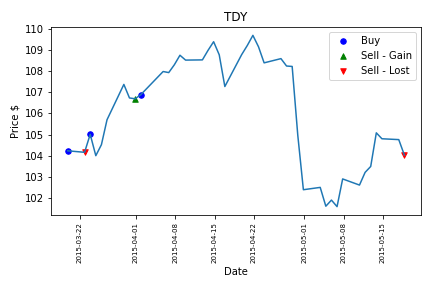 TDY
Price $
110
109
108
107
106
105
104
103
102
Buy
Sell - Gain
Sell - Lost
2015-03-22
2015-04-01
2015-04-08
2015-04-15
2015-04-22
2015-05-01
2015-05-08
2015-05-15
Date